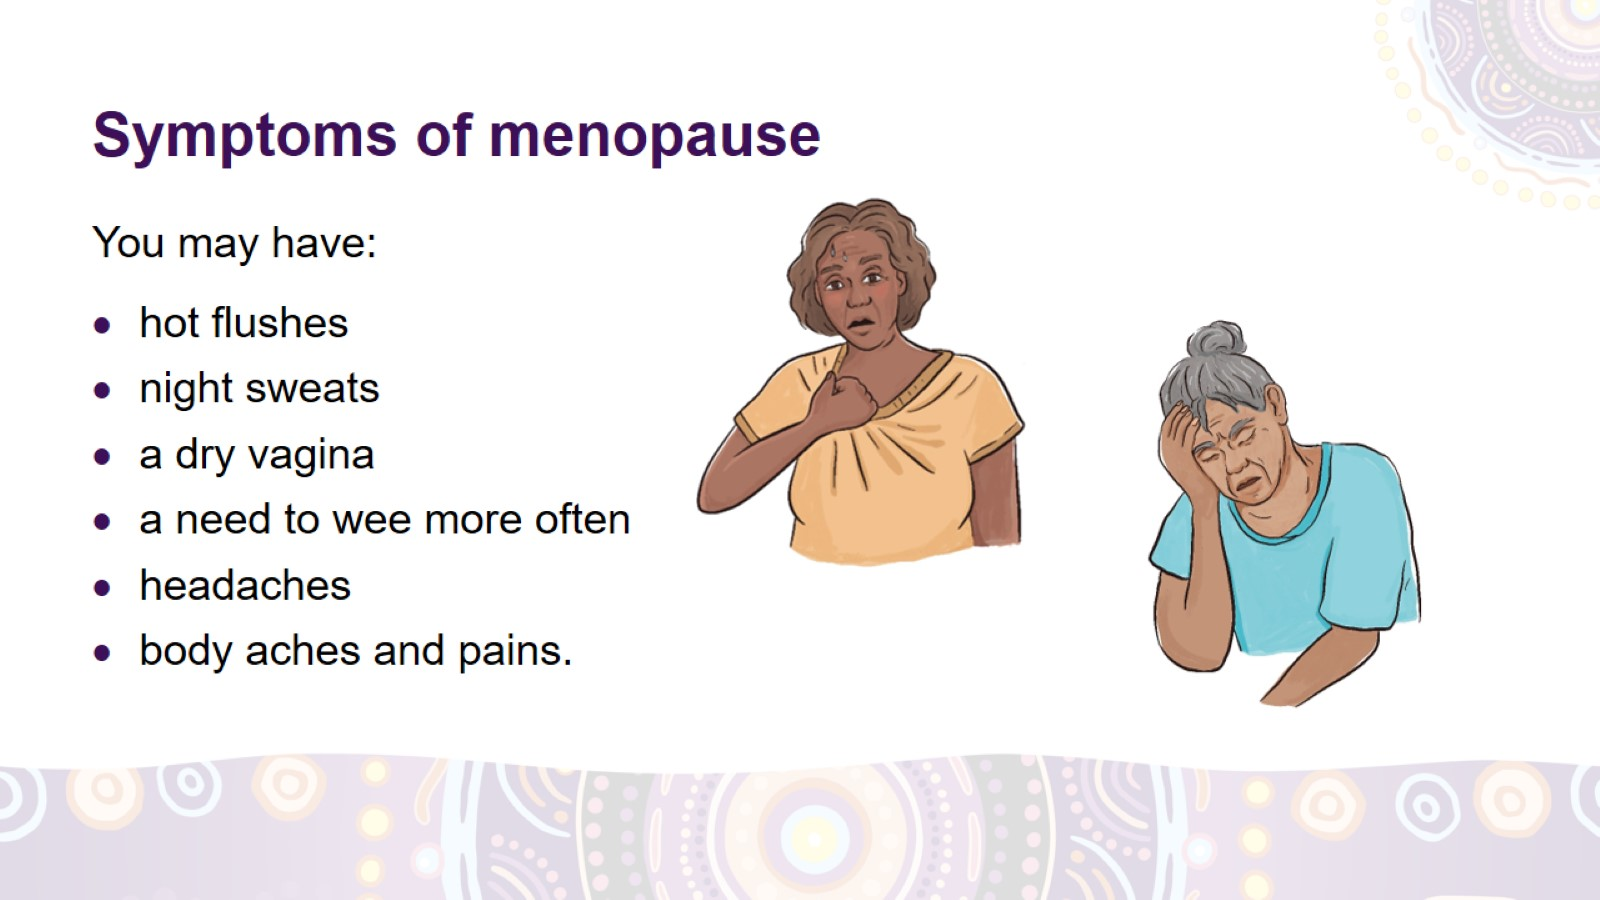 Symptoms of menopause
You may have:
• hot flushes
• night sweats
• a dry vagina
• a need to wee more often
• headaches
• body aches and pains.